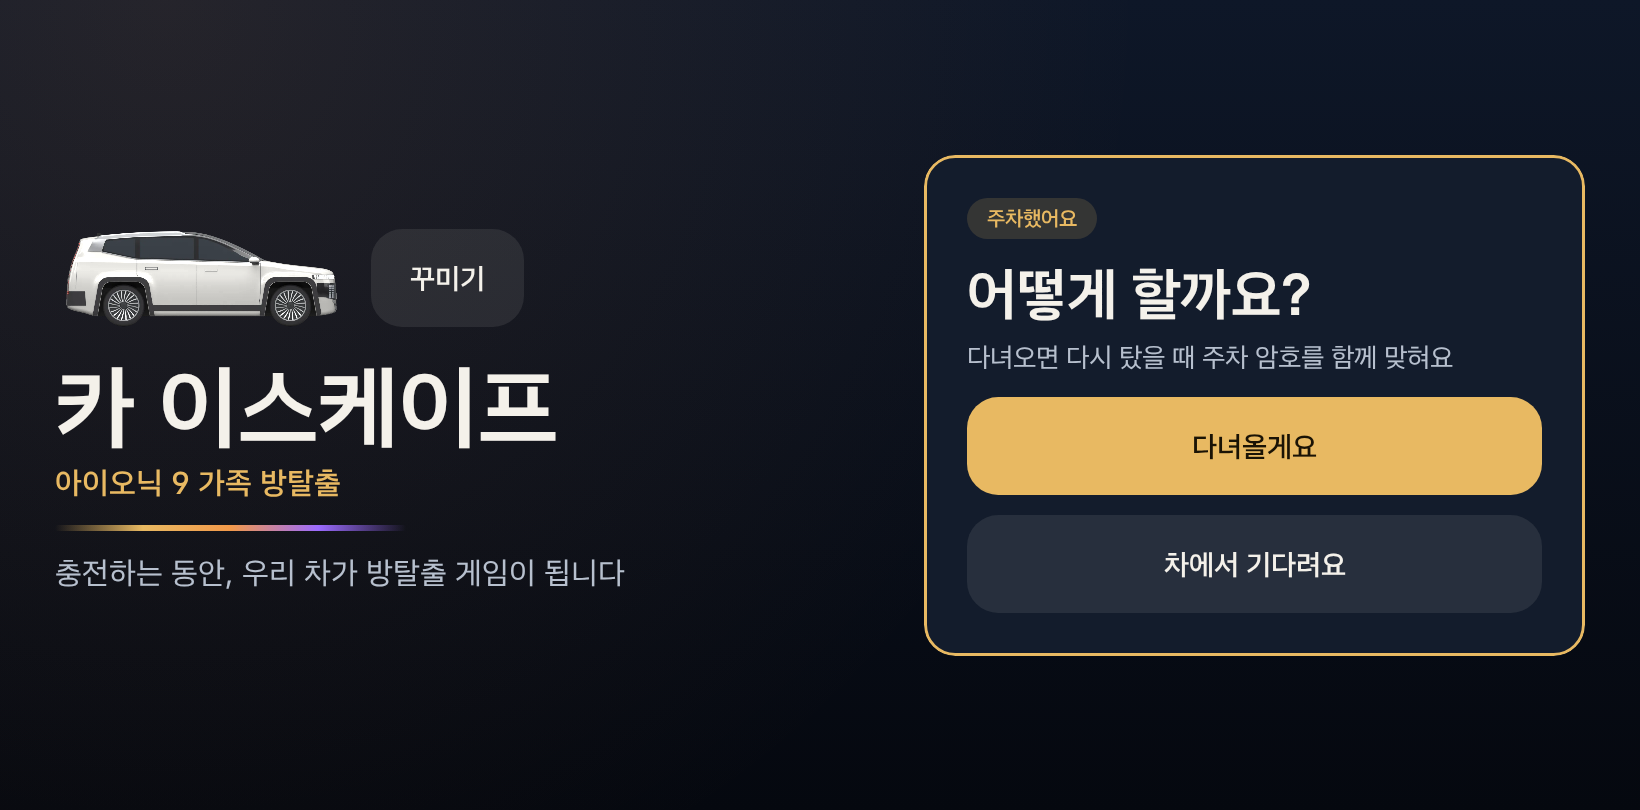 꾸미기
카 이스케이프
아이오닉 9 가족 방탈출
충전하는 동안, 우리 차가 방탈출 게임이 됩니다
주차했어요
어떻게 할까요?
다녀오면 다시 탔을 때 주차 암호를 함께 맞혀요
다녀올게요
차에서 기다려요